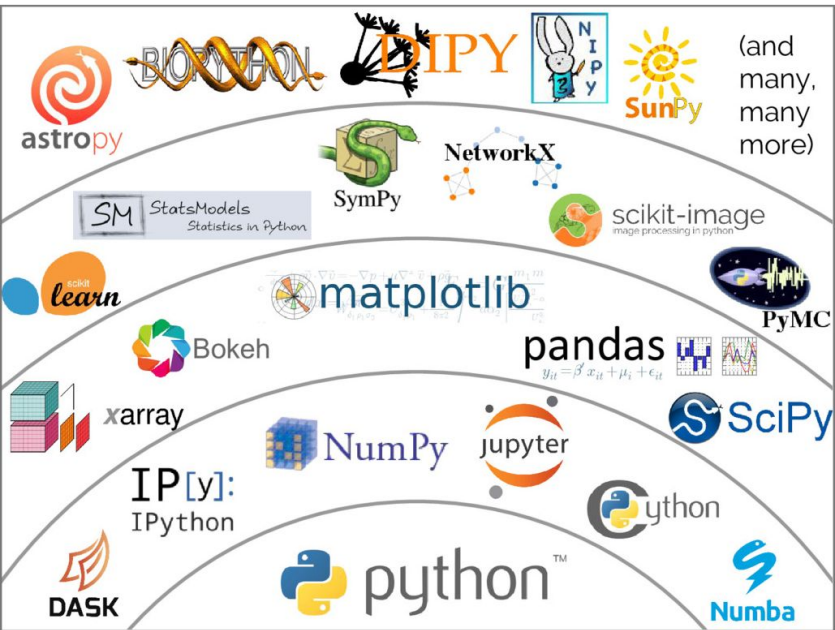 astropy
BIOPYTHON
DIPY
NIPY
SunPy
(and
many,
many
more)
SymPy
NetworkX
SM StatsModels
Statistics in Python
scikit-image
image processing in python
scikit
learn
matplotlib
PyMC
Bokeh
pandas
xarray
NumPy
jupyter
SciPy
IP[y]:
IPython
Cython
DASK
python™
Numba